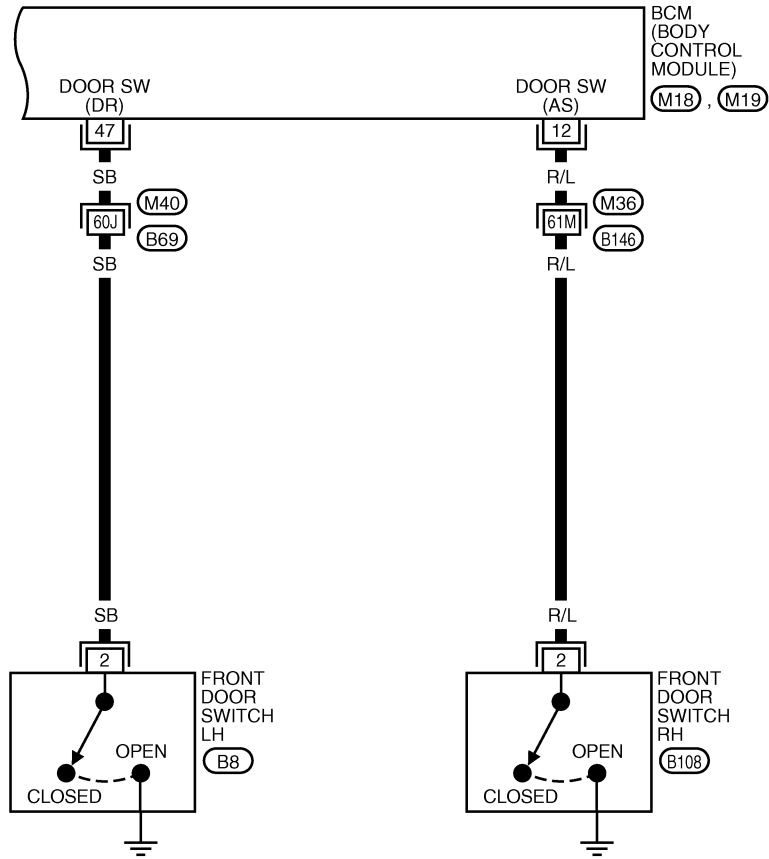 BCM
(BODY
CONTROL
MODULE)
M18 , M19
DOOR SW
(DR)
DOOR SW
(AS)
47
12
SB
R/L
M40
M36
60J
61M
B69
B146
SB
R/L
SB
R/L
2
2
FRONT
DOOR
SWITCH
LH
B8
OPEN
CLOSED
FRONT
DOOR
SWITCH
RH
B108
OPEN
CLOSED